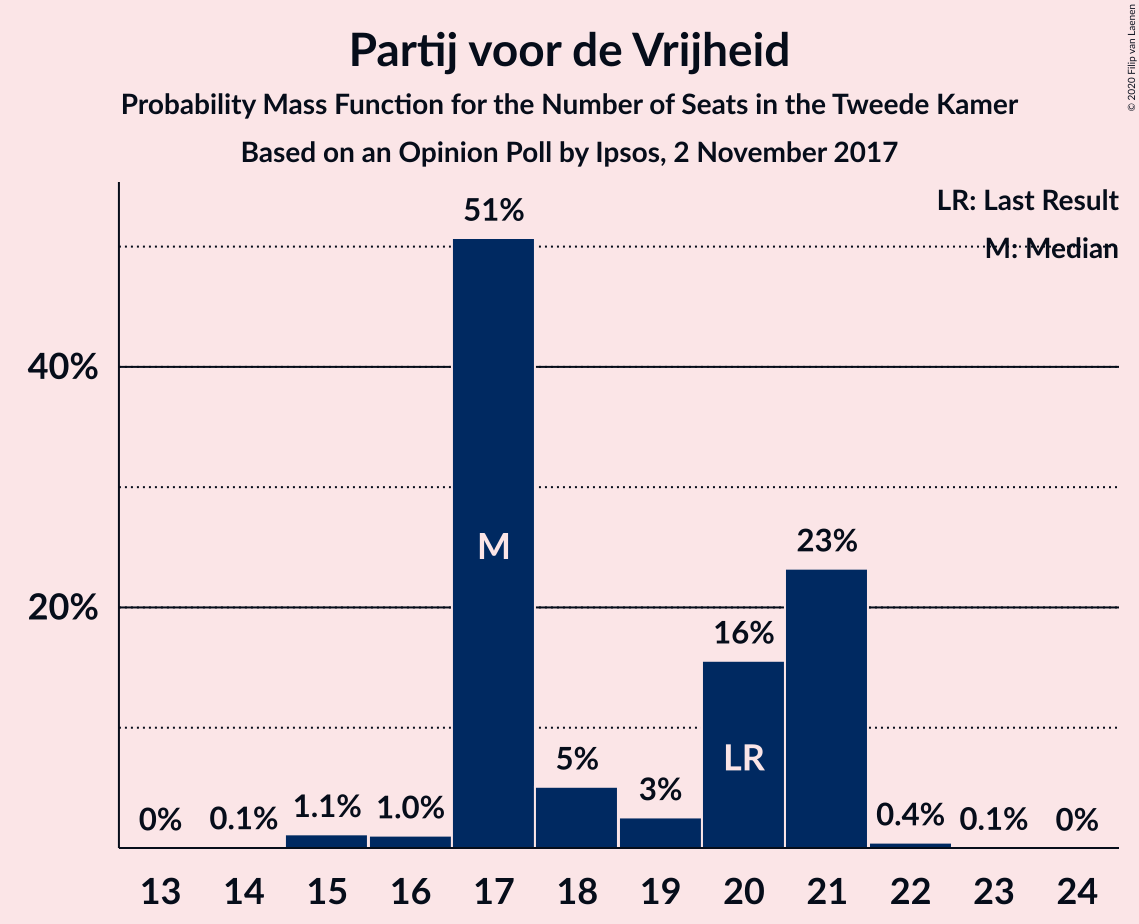 © 2020 Filip van Laenen
Partij voor de Vrijheid
Probability Mass Function for the Number of Seats in the Tweede Kamer
Based on an Opinion Poll by Ipsos, 2 November 2017
LR: Last Result
M: Median
40%
20%
0%
0.1%
1.1%
1.0%
51%
5%
3%
16%
23%
0.4%
0.1%
0%
M
LR
13 14 15 16 17 18 19 20 21 22 23 24